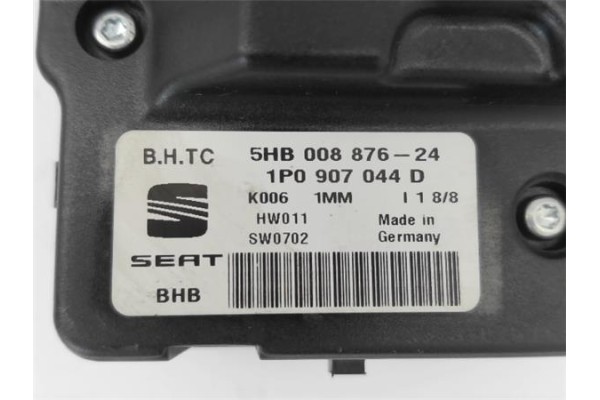 B.H.TC 5HB 008 876-24
1P0 907 044 D
K006 1MM I 1 8/8
HW011 Made in
SW0702 Germany
SEAT
BHB